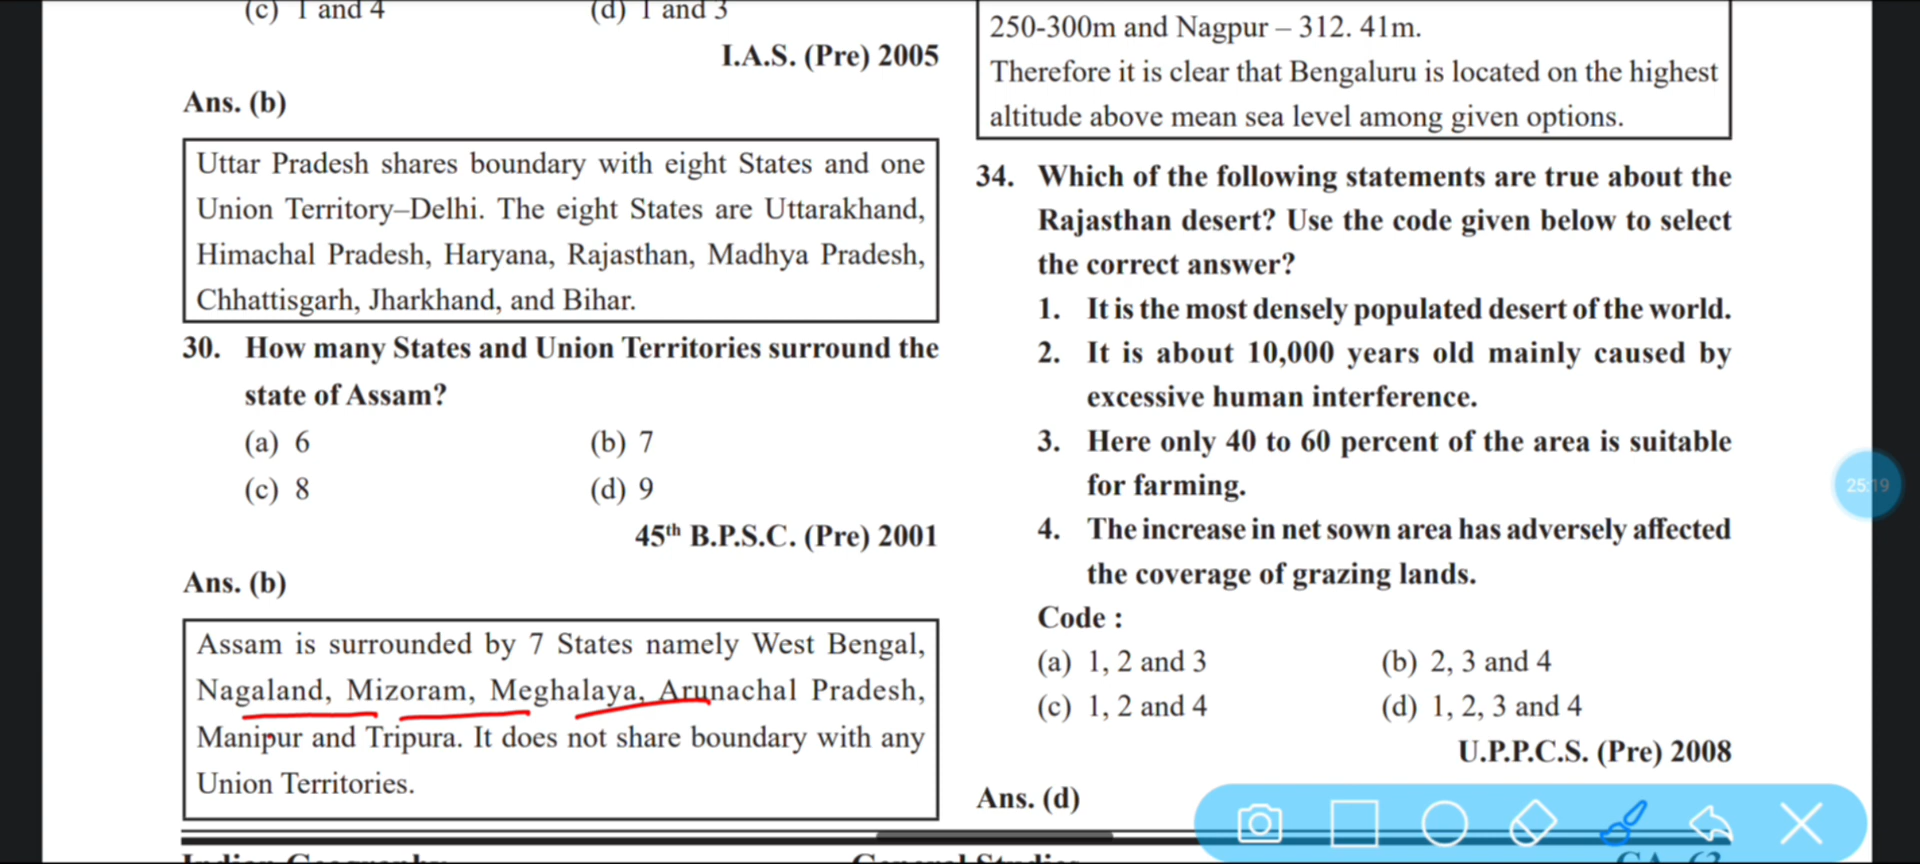 (c) 1 and 4 (d) 1 and 3
I.A.S. (Pre) 2005
Ans. (b)
Uttar Pradesh shares boundary with eight States and one
Union Territory–Delhi. The eight States are Uttarakhand,
Himachal Pradesh, Haryana, Rajasthan, Madhya Pradesh,
Chhattisgarh, Jharkhand, and Bihar.
30. How many States and Union Territories surround the
state of Assam?
(a) 6 (b) 7
(c) 8 (d) 9
45th B.P.S.C. (Pre) 2001
Ans. (b)
Assam is surrounded by 7 States namely West Bengal,
Nagaland, Mizoram, Meghalaya, Arunachal Pradesh,
Manipur and Tripura. It does not share boundary with any
Union Territories.
250-300m and Nagpur – 312. 41m.
Therefore it is clear that Bengaluru is located on the highest
altitude above mean sea level among given options.
34. Which of the following statements are true about the
Rajasthan desert? Use the code given below to select
the correct answer?
1. It is the most densely populated desert of the world.
2. It is about 10,000 years old mainly caused by
excessive human interference.
3. Here only 40 to 60 percent of the area is suitable
for farming.
4. The increase in net sown area has adversely affected
the coverage of grazing lands.
Code :
(a) 1, 2 and 3 (b) 2, 3 and 4
(c) 1, 2 and 4 (d) 1, 2, 3 and 4
U.P.P.C.S. (Pre) 2008
Ans. (d)
25:19
Indian Geography General Studies